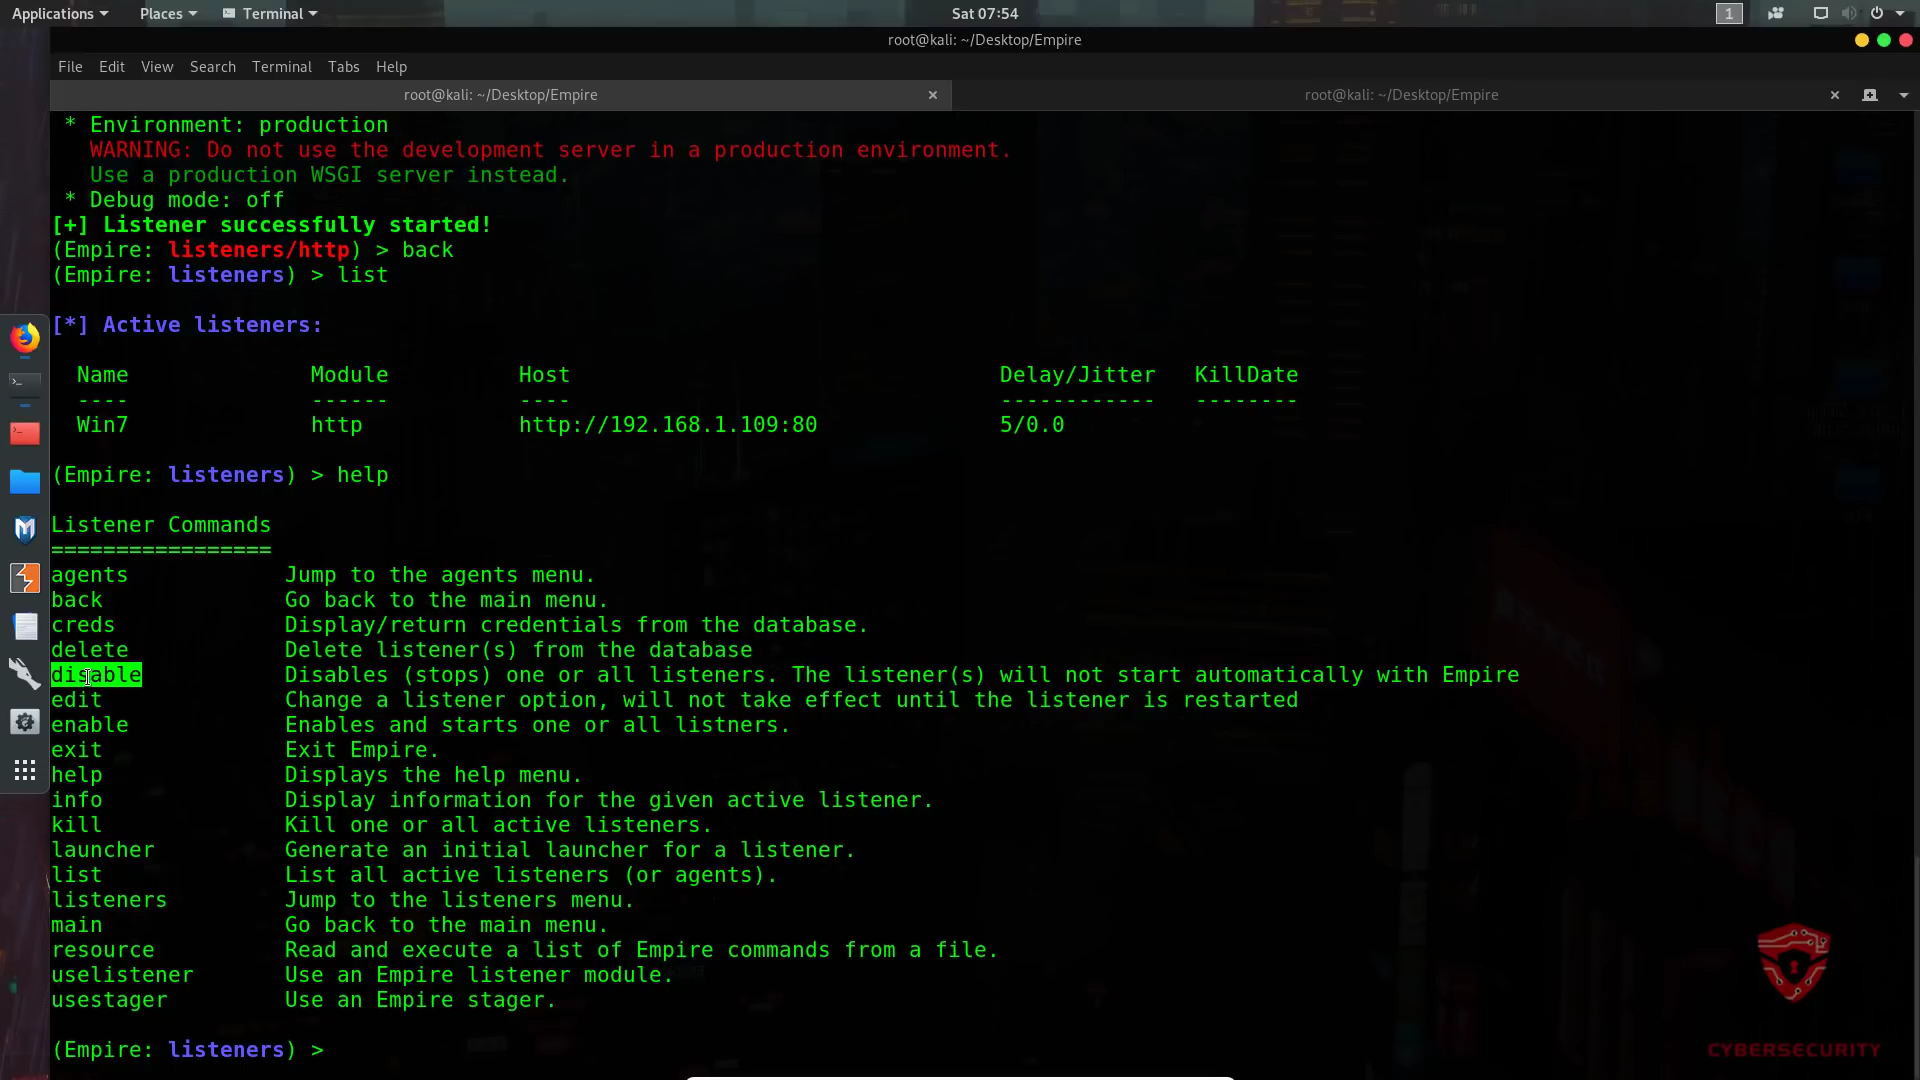 Applications Places Terminal Sat 07:54 1
root@kali: ~/Desktop/Empire
File Edit View Search Terminal Tabs Help
root@kali: ~/Desktop/Empire root@kali: ~/Desktop/Empire
* Environment: production
WARNING: Do not use the development server in a production environment.
Use a production WSGI server instead.
* Debug mode: off
[+] Listener successfully started!
(Empire: listeners/http) > back
(Empire: listeners) > list
[*] Active listeners:
Name Module Host Delay/Jitter KillDate
---- ------ ---- ------------ --------
Win7 http http://192.168.1.109:80 5/0.0
(Empire: listeners) > help
Listener Commands
=================
agents Jump to the agents menu.
back Go back to the main menu.
creds Display/return credentials from the database.
delete Delete listener(s) from the database
disable Disables (stops) one or all listeners. The listener(s) will not start automatically with Empire
edit Change a listener option, will not take effect until the listener is restarted
enable Enables and starts one or all listners.
exit Exit Empire.
help Displays the help menu.
info Display information for the given active listener.
kill Kill one or all active listeners.
launcher Generate an initial launcher for a listener.
list List all active listeners (or agents).
listeners Jump to the listeners menu.
main Go back to the main menu.
resource Read and execute a list of Empire commands from a file.
uselistener Use an Empire listener module.
usestager Use an Empire stager.
(Empire: listeners) >
CYBERSECURITY